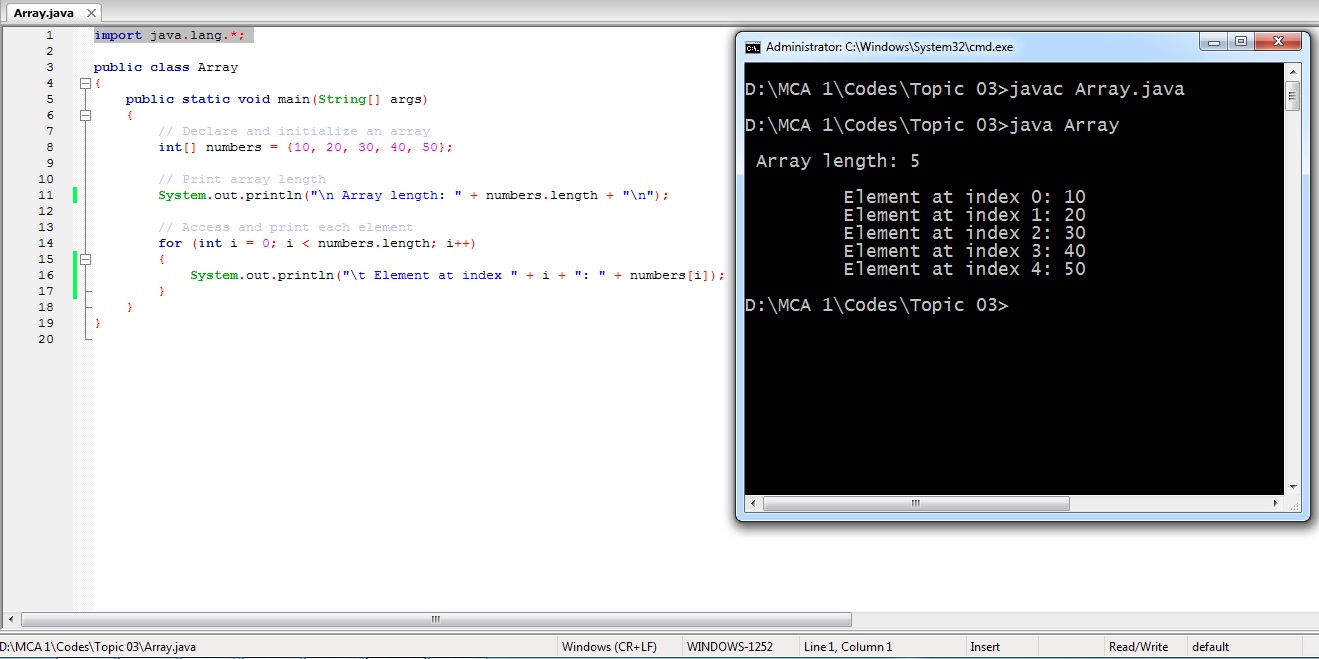 Array.java
1 import java.lang.*;
2
3 public class Array
4 {
5 public static void main(String[] args)
6 {
7 // Declare and initialize an array
8 int[] numbers = {10, 20, 30, 40, 50};
9
10 // Print array length
11 System.out.println("\n Array length: " + numbers.length + "\n");
12
13 // Access and print each element
14 for (int i = 0; i < numbers.length; i++)
15 {
16 System.out.println("\t Element at index " + i + ": " + numbers[i]);
17 }
18 }
19 }
20
Administrator: C:\Windows\System32\cmd.exe
D:\MCA 1\Codes\Topic 03>javac Array.java
D:\MCA 1\Codes\Topic 03>java Array
Array length: 5
Element at index 0: 10
Element at index 1: 20
Element at index 2: 30
Element at index 3: 40
Element at index 4: 50
D:\MCA 1\Codes\Topic 03>
D:\MCA 1\Codes\Topic 03\Array.java
Windows (CR+LF)
WINDOWS-1252
Line 1, Column 1
Insert
Read/Write
default